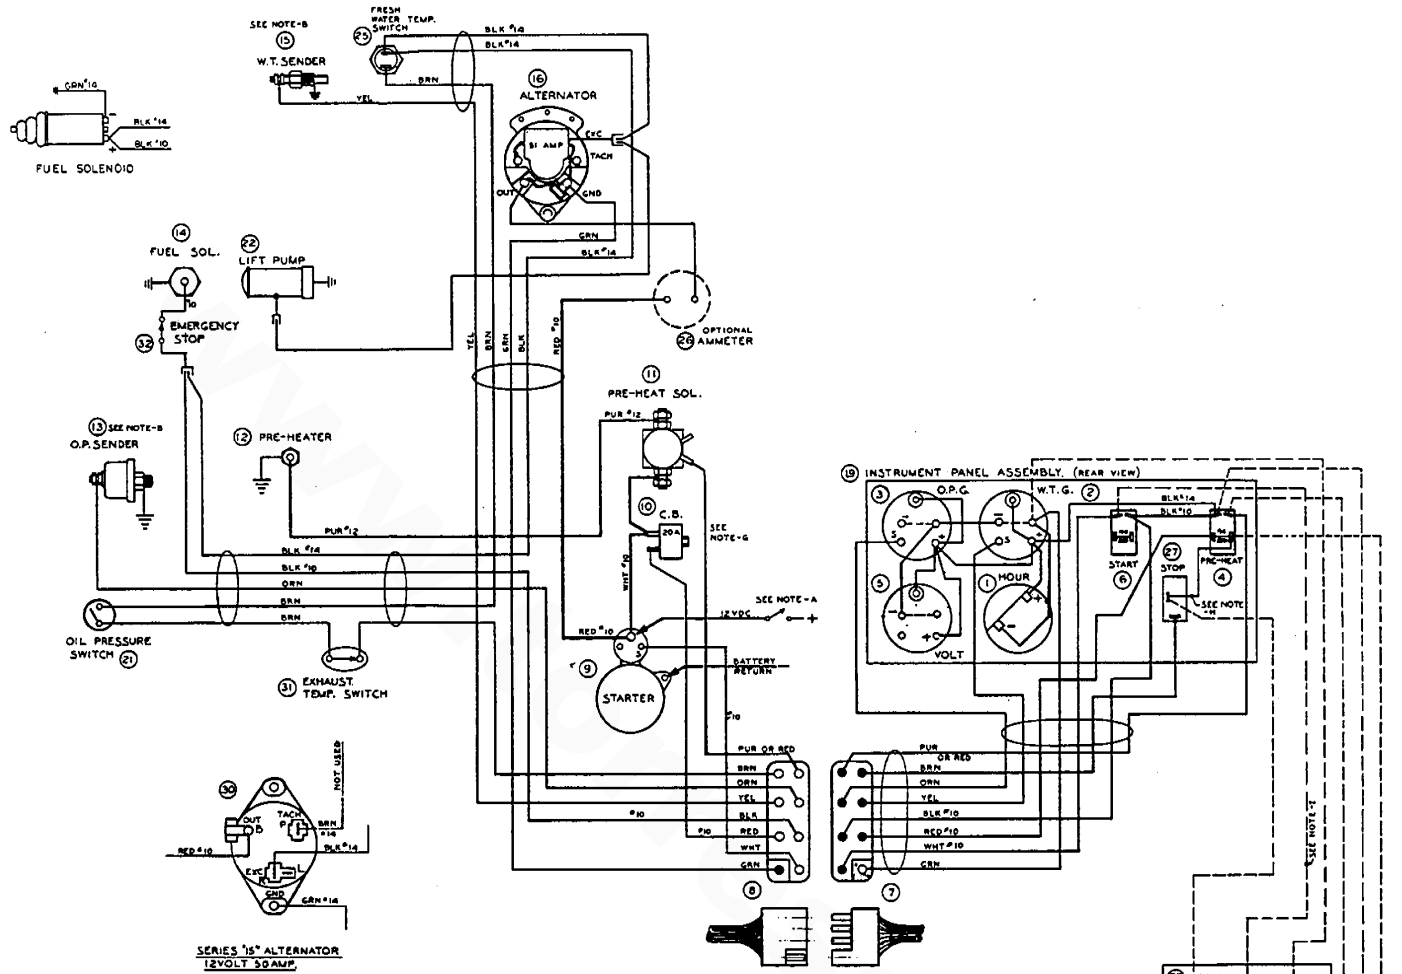 FRESH
WATER TEMP.
SWITCH
25
SEE NOTE-B
15
W.T. SENDER
BLK #14
BLK #14
BRN
YEL
GRN #10
BLK #14
BLK #10
FUEL SOLENOID
16
ALTERNATOR
51 AMP
EXC
TACH
OUT
GND
GRN
BLK #14
14
FUEL SOL.
22
LIFT PUMP
#10
EMERGENCY
STOP
32
YEL
BRN
GRN
BLK
RED #10
OPTIONAL
26 AMMETER
11
PRE-HEAT SOL.
PUR #12
13 SEE NOTE-B
O.P. SENDER
12 PRE-HEATER
PUR #12
10
C.B.
20A
SEE
NOTE-G
WHT #10
BLK #14
BLK #10
ORN
BRN
BRN
OIL PRESSURE
SWITCH 21
31 EXHAUST
TEMP. SWITCH
RED #10
12VDC
SEE NOTE-A
S
9
STARTER
BATTERY
RETURN
#10
19 INSTRUMENT PANEL ASSEMBLY (REAR VIEW)
3
O.P.G.
W.T.G.
2
BLK #14
BLK #10
S
S
START
6
27
STOP
PRE-HEAT
4
5
1
HOUR
VOLT
SEE NOTE
-H
PUR OR RED
BRN
ORN
YEL
#10
BLK
#10
RED
WHT
GRN
8
PUR
OR RED
BRN
ORN
YEL
BLK #10
RED #10
WHT #10
GRN
7
SEE NOTE-I
30
NOT USED
OUT
B
TACH
P
BRN
#14
BLK #14
RED #10
EXC
R
L
GND
GRN #14
SERIES "15" ALTERNATOR
12VOLT 50AMP.